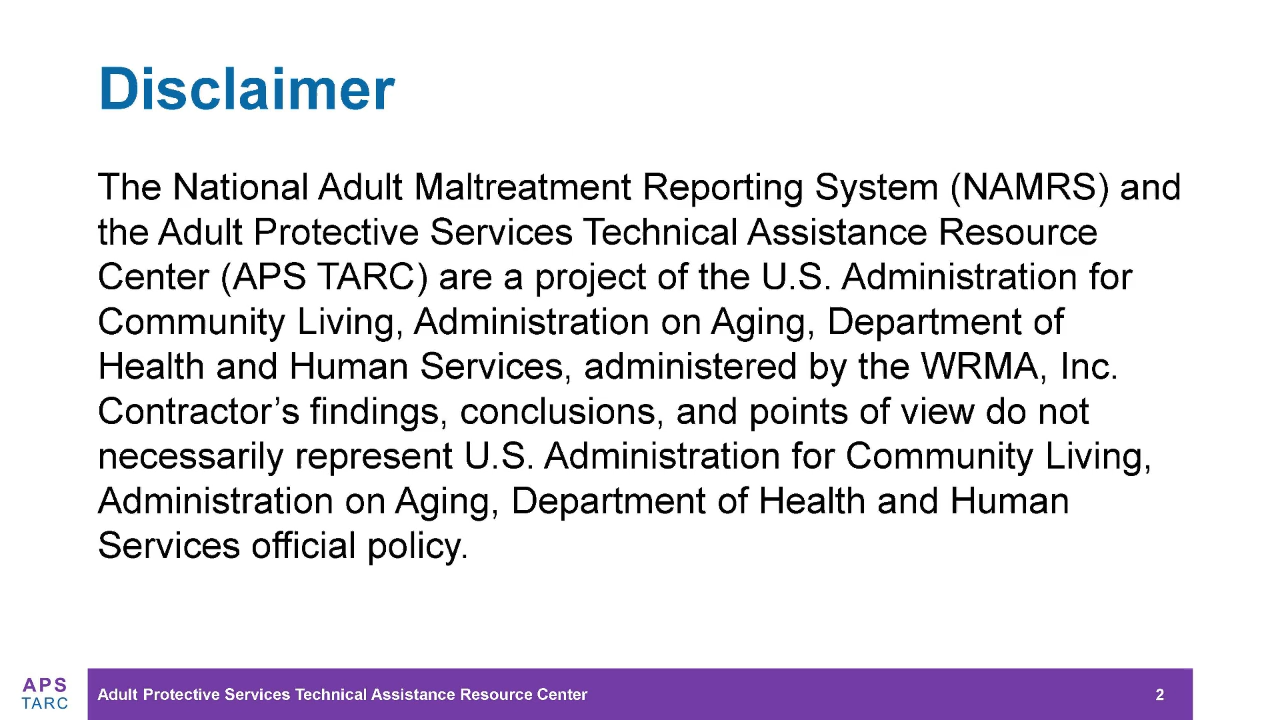 Disclaimer
The National Adult Maltreatment Reporting System (NAMRS) and
the Adult Protective Services Technical Assistance Resource
Center (APS TARC) are a project of the U.S. Administration for
Community Living, Administration on Aging, Department of
Health and Human Services, administered by the WRMA, Inc.
Contractor’s findings, conclusions, and points of view do not
necessarily represent U.S. Administration for Community Living,
Administration on Aging, Department of Health and Human
Services official policy.
APS
TARC
Adult Protective Services Technical Assistance Resource Center
2